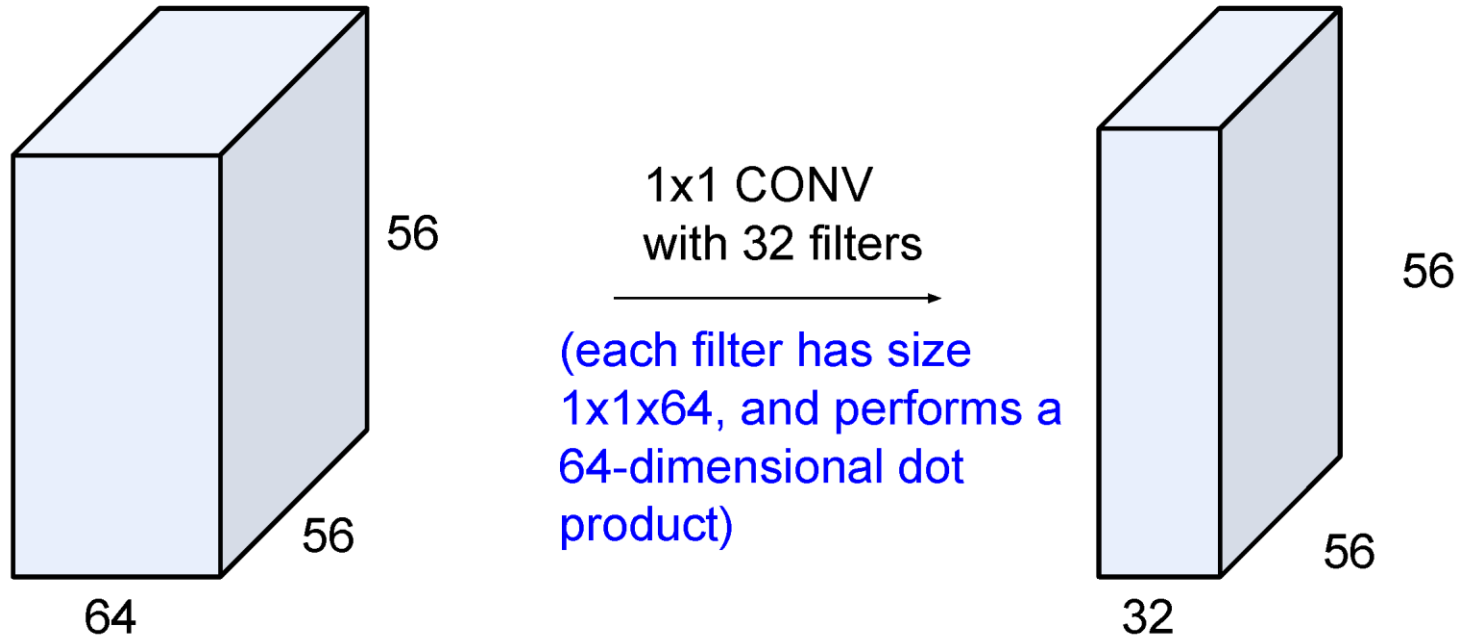 56
56
64
1x1 CONV
with 32 filters
(each filter has size
1x1x64, and performs a
64-dimensional dot
product)
56
56
32